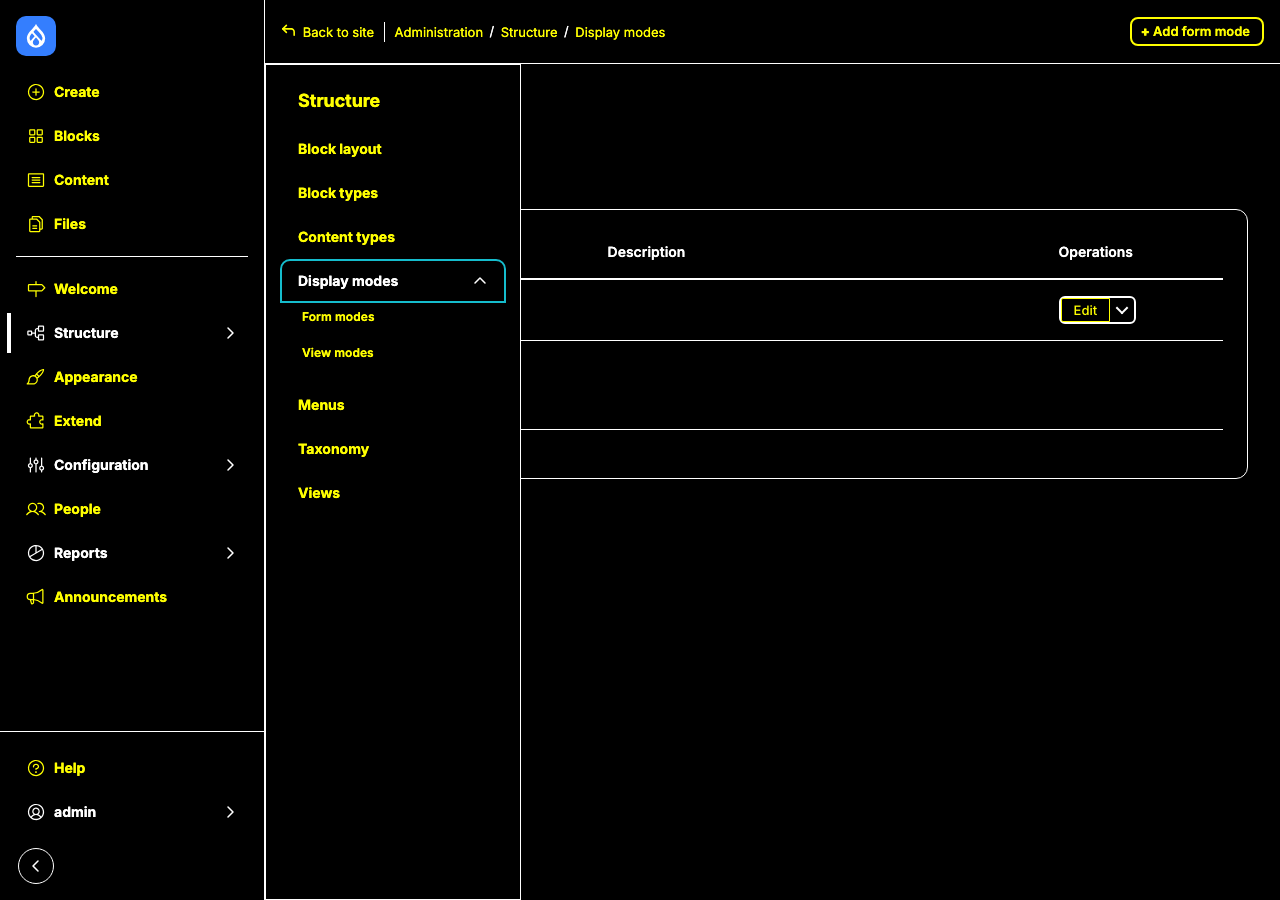 Create
Blocks
Content
Files
Welcome
Structure
Appearance
Extend
Configuration
People
Reports
Announcements
Help
admin
Back to site
Administration / Structure / Display modes
+ Add form mode
Structure
Block layout
Block types
Content types
Display modes
Form modes
View modes
Menus
Taxonomy
Views
Description Operations
Edit